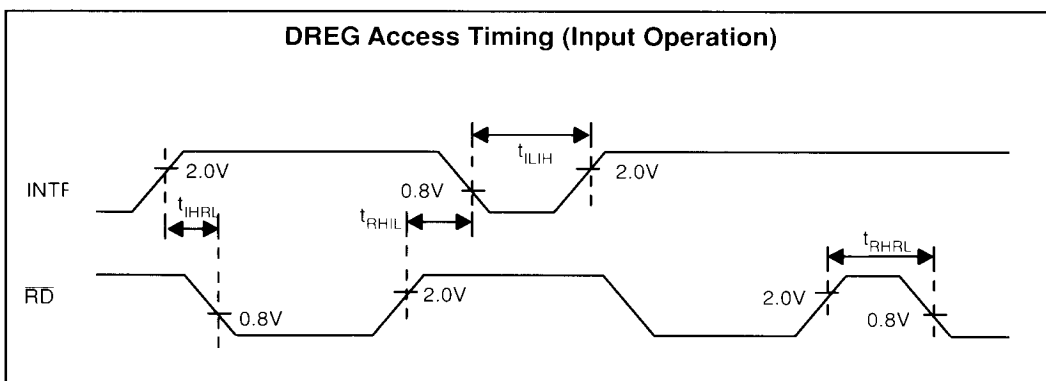 DREG Access Timing (Input Operation)
tILIH
2.0V
2.0V
INTF
0.8V
tIHRL
tRHIL
tRHRL
RD
2.0V
2.0V
0.8V
0.8V